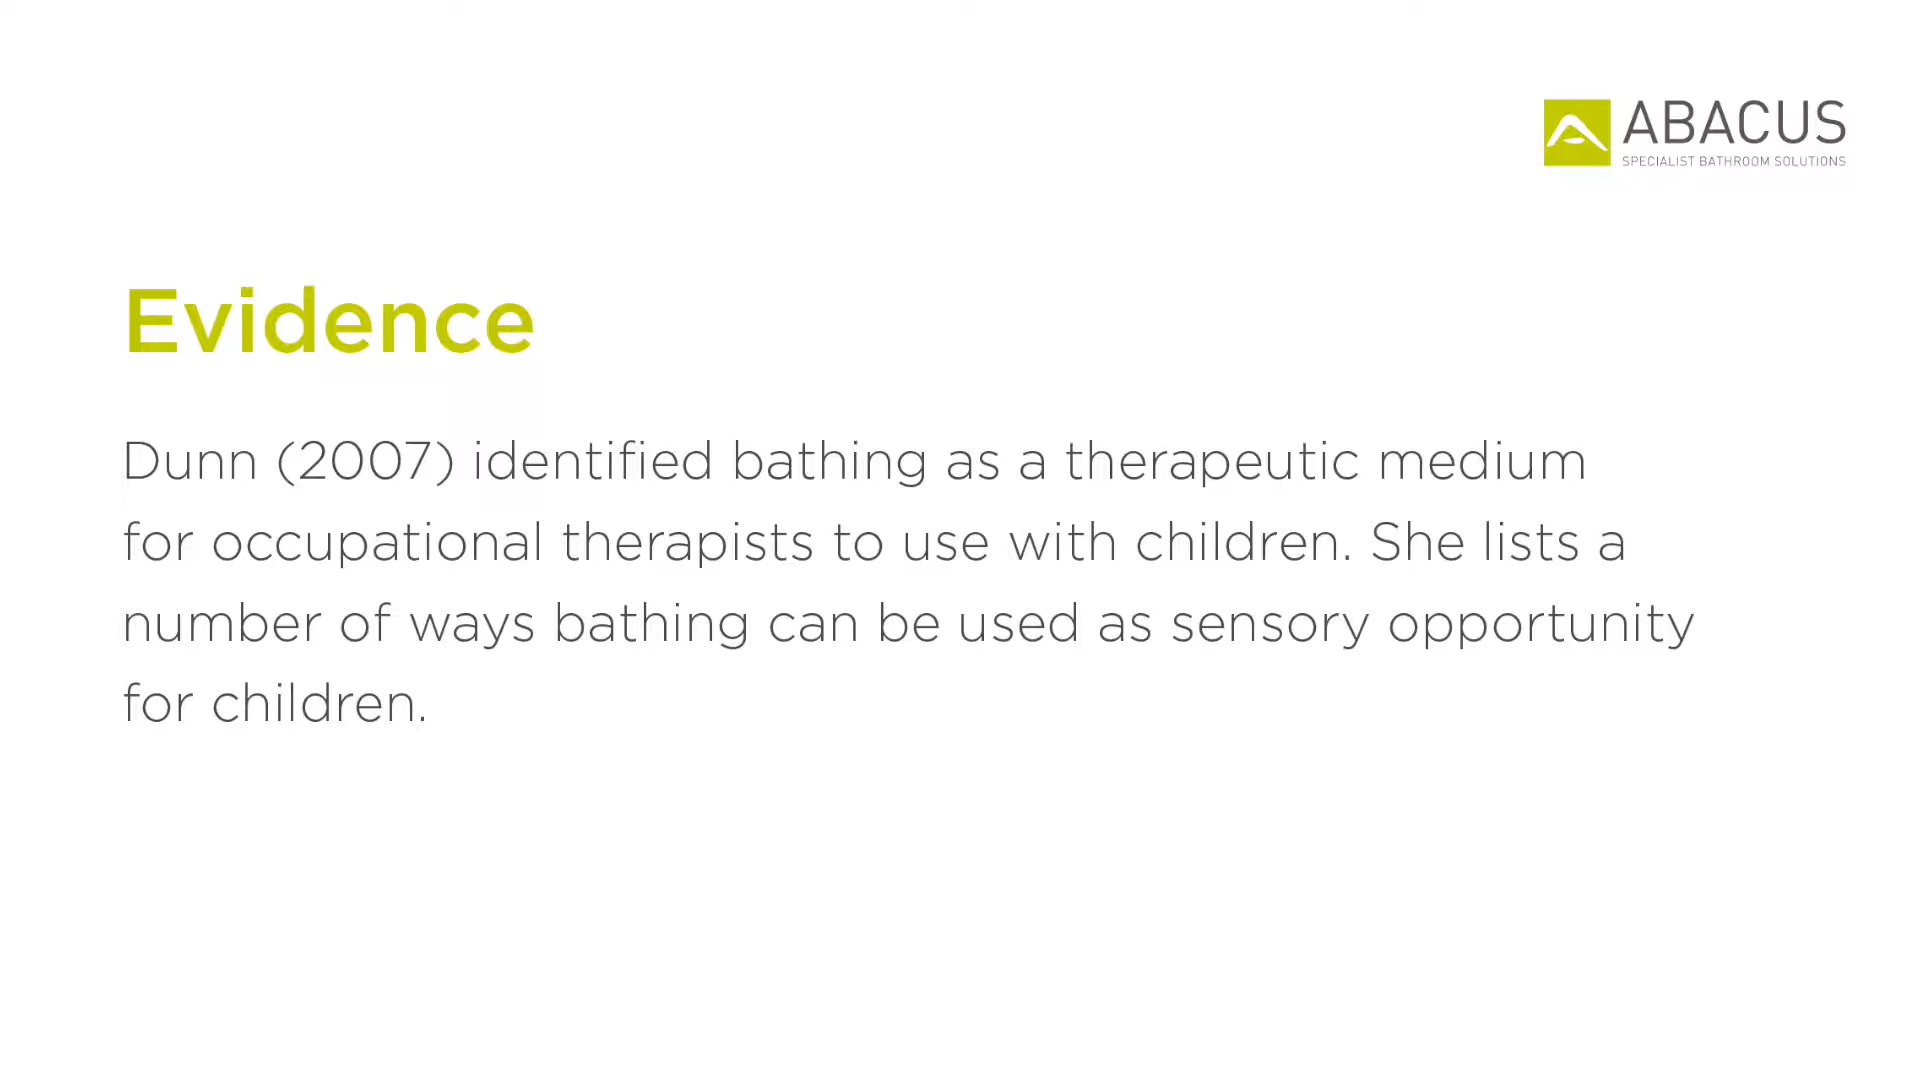 ABACUS
SPECIALIST BATHROOM SOLUTIONS
Evidence
Dunn (2007) identified bathing as a therapeutic medium
for occupational therapists to use with children. She lists a
number of ways bathing can be used as sensory opportunity
for children.